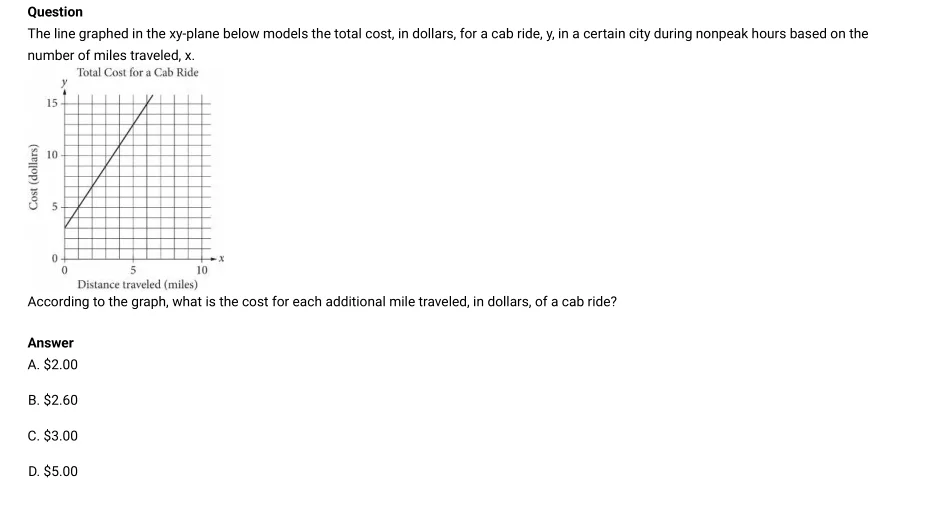 Question
The line graphed in the xy-plane below models the total cost, in dollars, for a cab ride, y, in a certain city during nonpeak hours based on the
number of miles traveled, x.
Total Cost for a Cab Ride
y
15
10
5
0
Cost (dollars)
x
0 5 10
Distance traveled (miles)
According to the graph, what is the cost for each additional mile traveled, in dollars, of a cab ride?
Answer
A. $2.00
B. $2.60
C. $3.00
D. $5.00